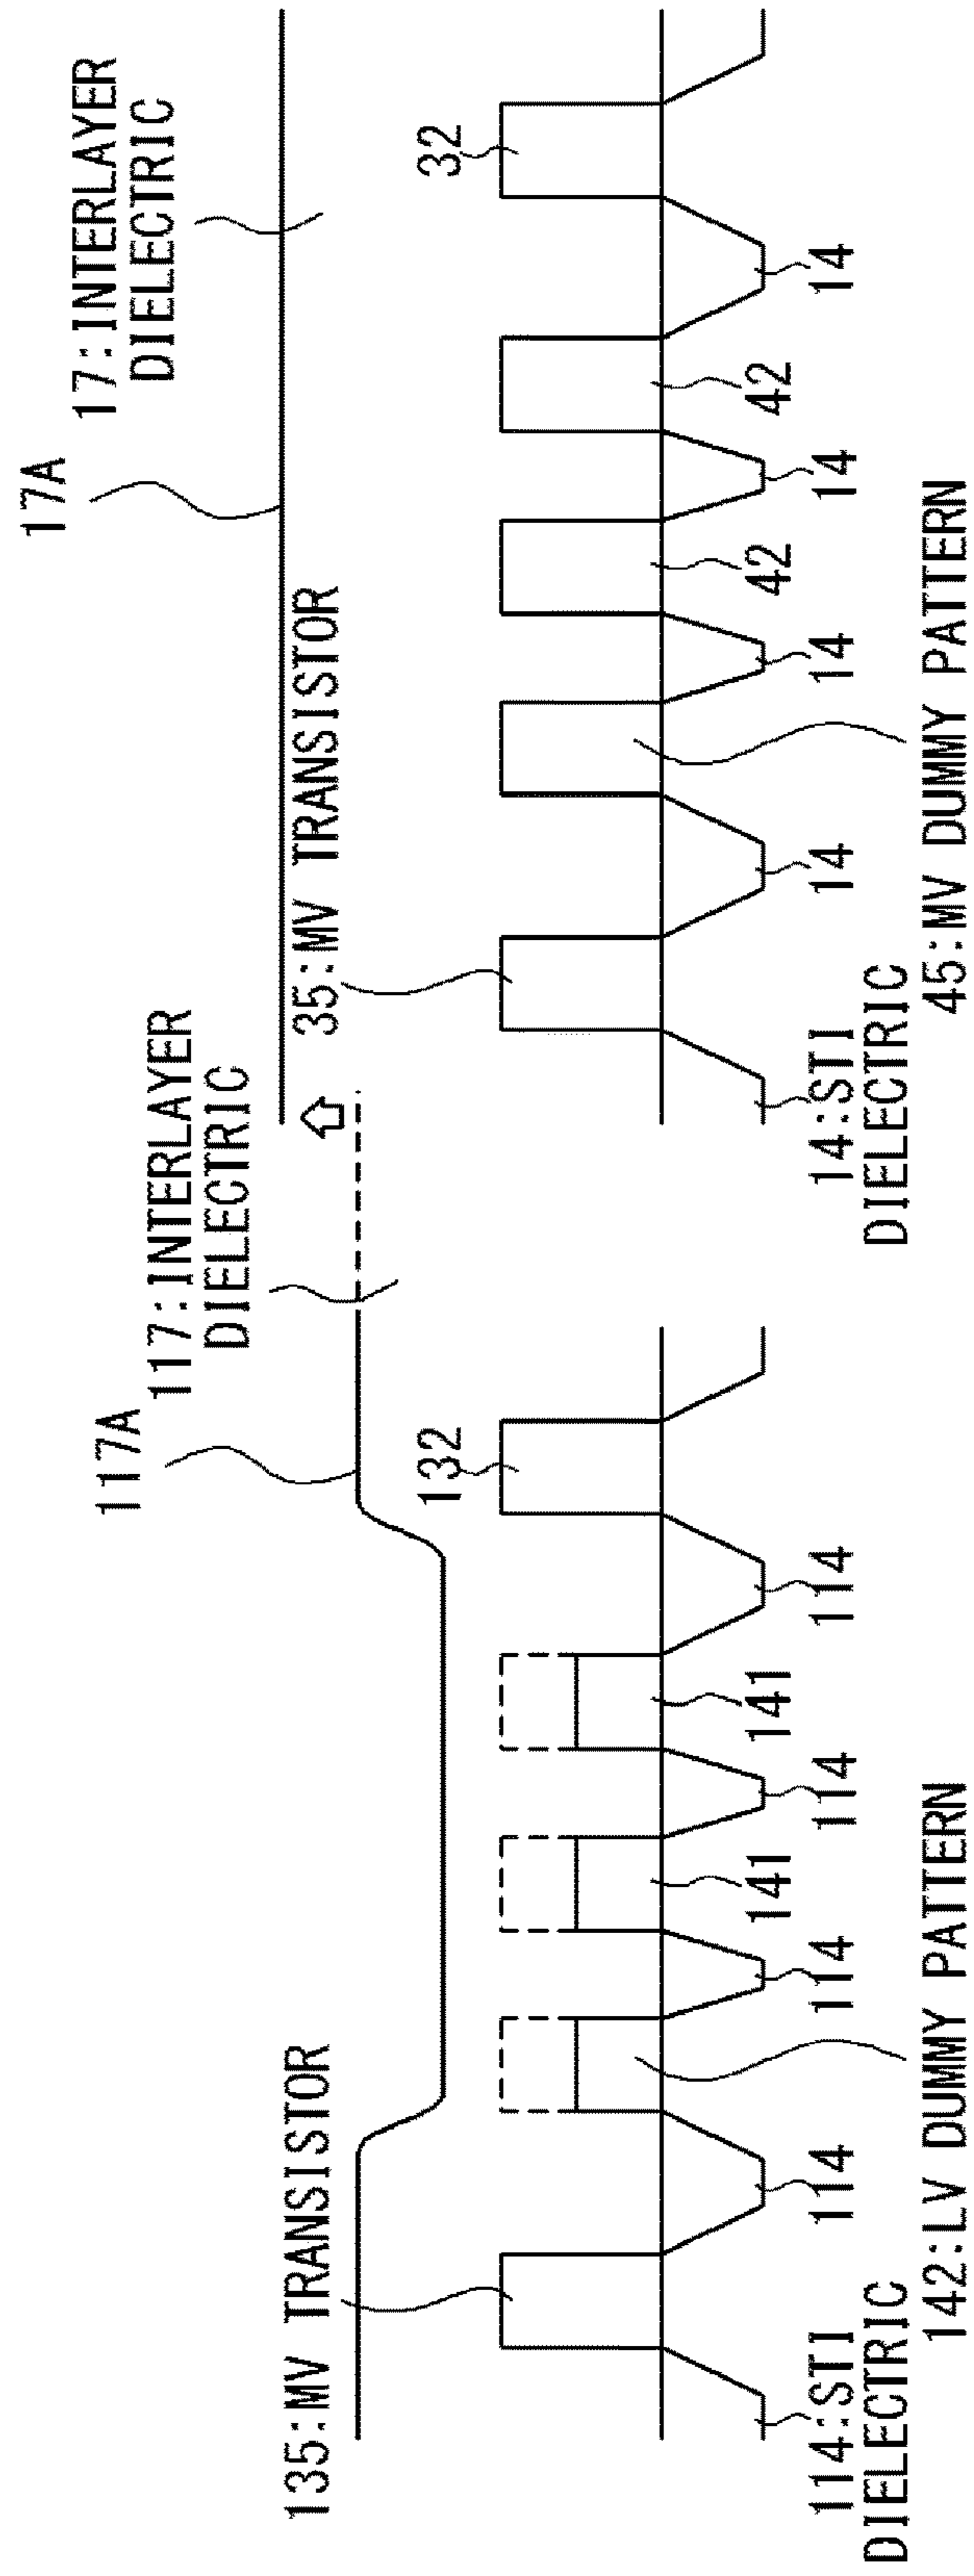 135:MV TRANSISTOR
117A
117:INTERLAYER
DIELECTRIC
132
141
141
114
114
114
114
114:STI
DIELECTRIC
142:LV DUMMY PATTERN
17A
17:INTERLAYER
DIELECTRIC
35:MV TRANSISTOR
32
42
42
14
14
14
14
14:STI
DIELECTRIC
45:MV DUMMY PATTERN